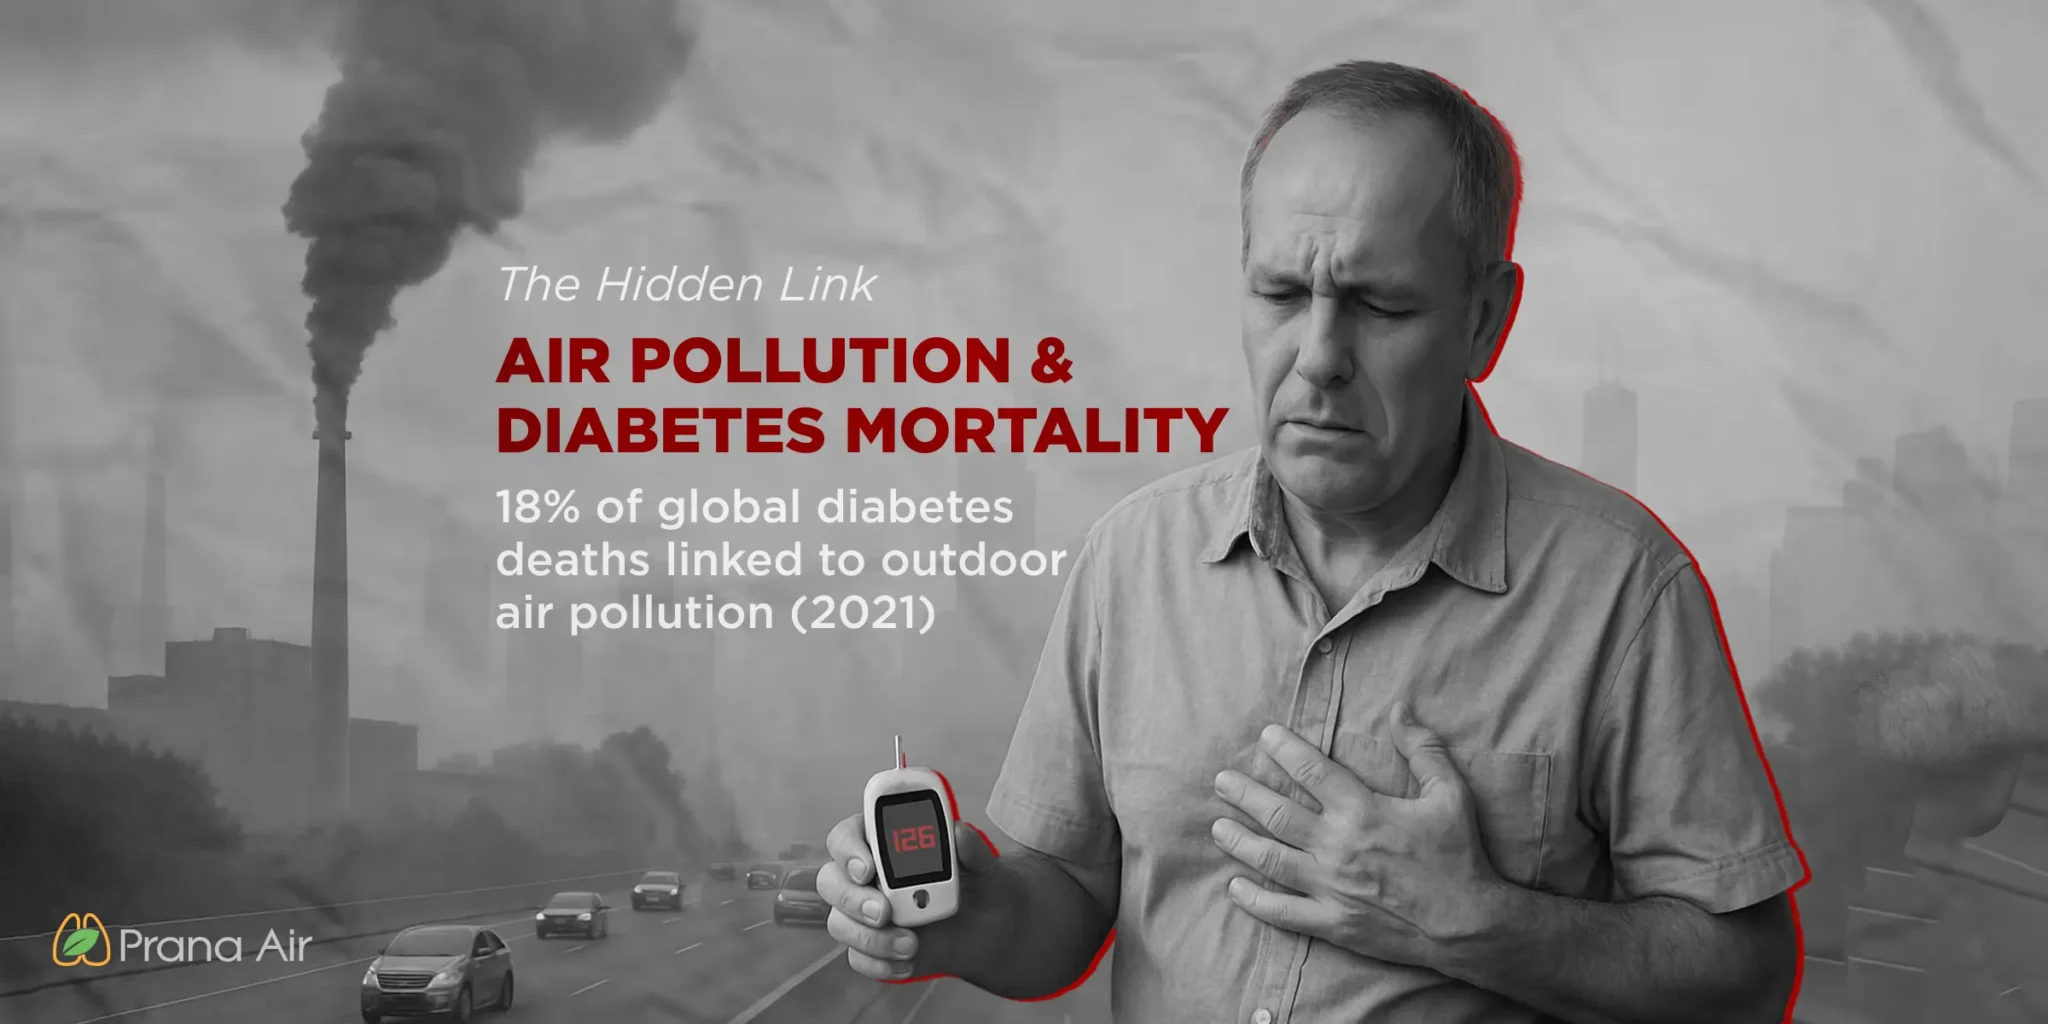 The Hidden Link
AIR POLLUTION &
DIABETES MORTALITY
18% of global diabetes
deaths linked to outdoor
air pollution (2021)
126
Prana Air